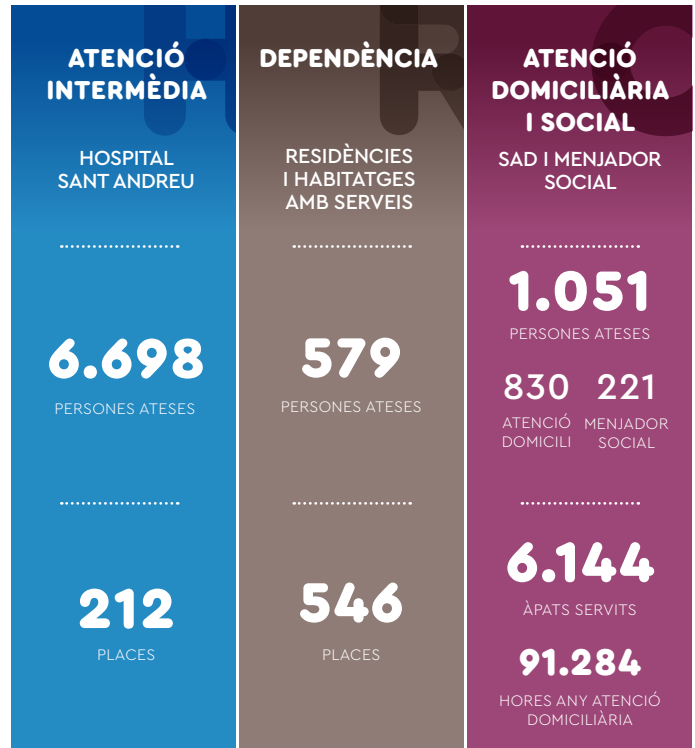 ATENCIÓ
INTERMÈDIA
HOSPITAL
SANT ANDREU
6.698
PERSONES ATESES
212
PLACES
DEPENDÈNCIA
RESIDÈNCIES
I HABITATGES
AMB SERVEIS
579
PERSONES ATESES
546
PLACES
ATENCIÓ
DOMICILIÀRIA
I SOCIAL
SAD I MENJADOR
SOCIAL
1.051
PERSONES ATESES
830
ATENCIÓ
DOMICILI
221
MENJADOR
SOCIAL
6.144
ÀPATS SERVITS
91.284
HORES ANY ATENCIÓ
DOMICILIÀRIA